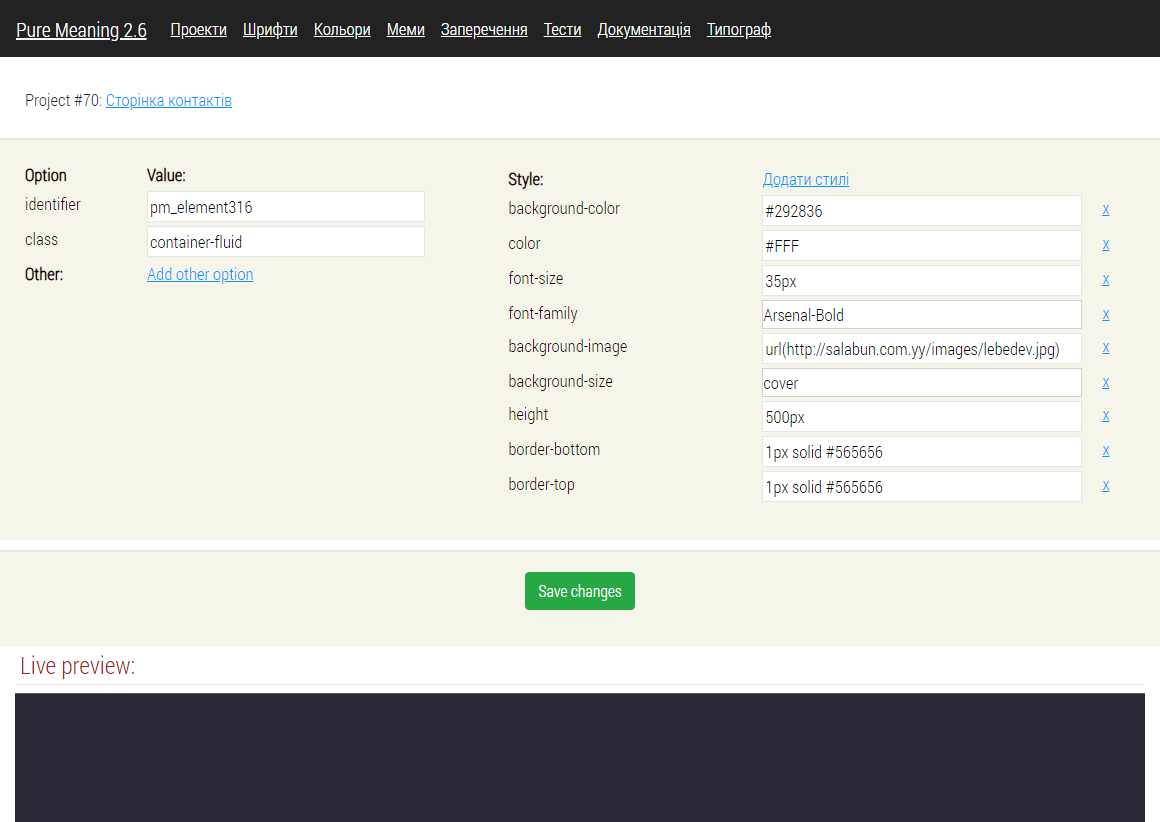 Pure Meaning 2.6 Проекти Шрифти Кольори Меми Заперечення Тести Документація Типограф
Project #70: Сторінка контактів
Option Value:
identifier pm_element316
class container-fluid
Other: Add other option
Style: Додати стилі
background-color #292836 x
color #FFF x
font-size 35px x
font-family Arsenal-Bold x
background-image url(http://salabun.com.yy/images/lebedev.jpg) x
background-size cover x
height 500px x
border-bottom 1px solid #565656 x
border-top 1px solid #565656 x
Save changes
Live preview: